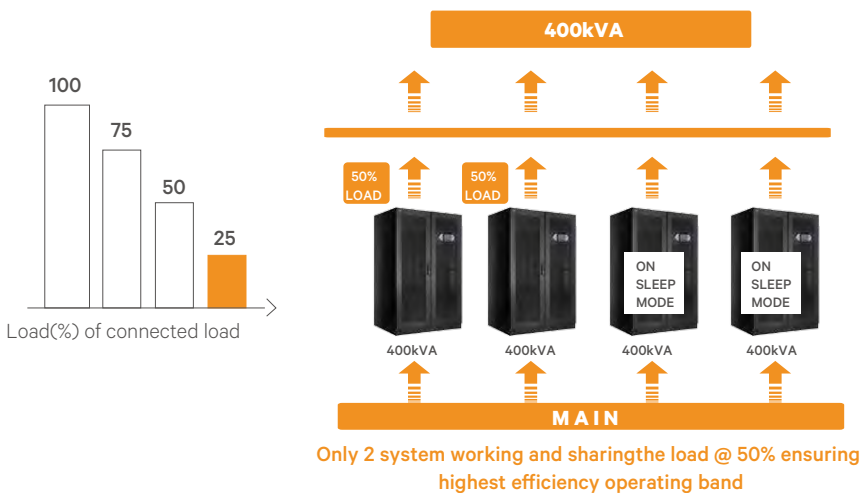 400kVA
100
75
50
25
Load(%) of connected load
50%
LOAD
50%
LOAD
ON
SLEEP
MODE
ON
SLEEP
MODE
400kVA
400kVA
400kVA
400kVA
MAIN
Only 2 system working and sharingthe load @ 50% ensuring
highest efficiency operating band